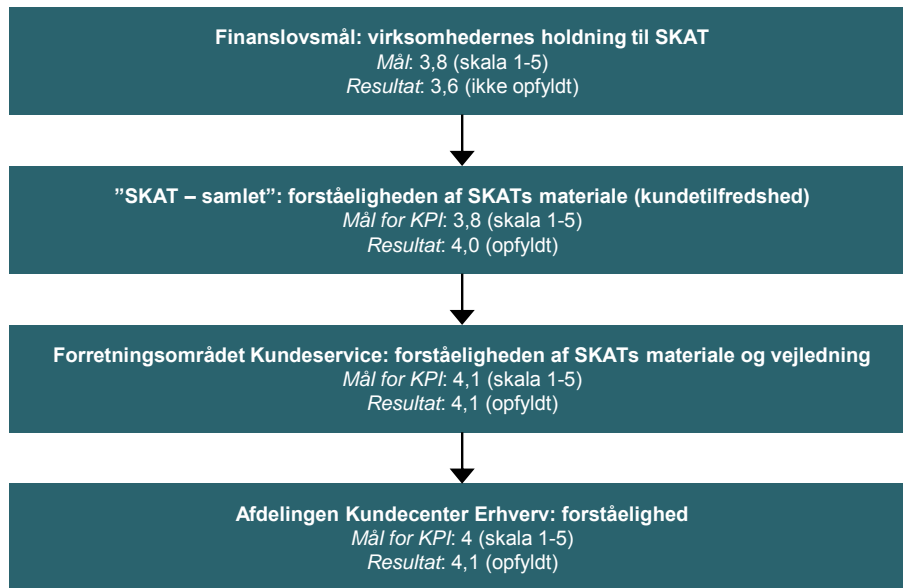 Finanslovsmål: virksomhedernes holdning til SKAT
Mål: 3,8 (skala 1-5)
Resultat: 3,6 (ikke opfyldt)
”SKAT – samlet”: forståeligheden af SKATs materiale (kundetilfredshed)
Mål for KPI: 3,8 (skala 1-5)
Resultat: 4,0 (opfyldt)
Forretningsområdet Kundeservice: forståeligheden af SKATs materiale og vejledning
Mål for KPI: 4,1 (skala 1-5)
Resultat: 4,1 (opfyldt)
Afdelingen Kundecenter Erhverv: forståelighed
Mål for KPI: 4 (skala 1-5)
Resultat: 4,1 (opfyldt)